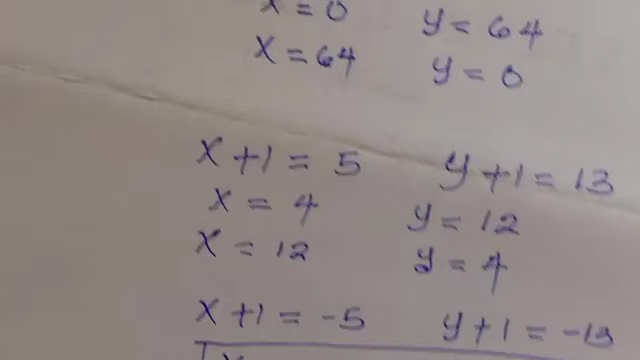 x = 0 y = 64
x = 64 y = 0
x + 1 = 5 y + 1 = 13
x = 4 y = 12
x = 12 y = 4
x + 1 = -5 y + 1 = -13